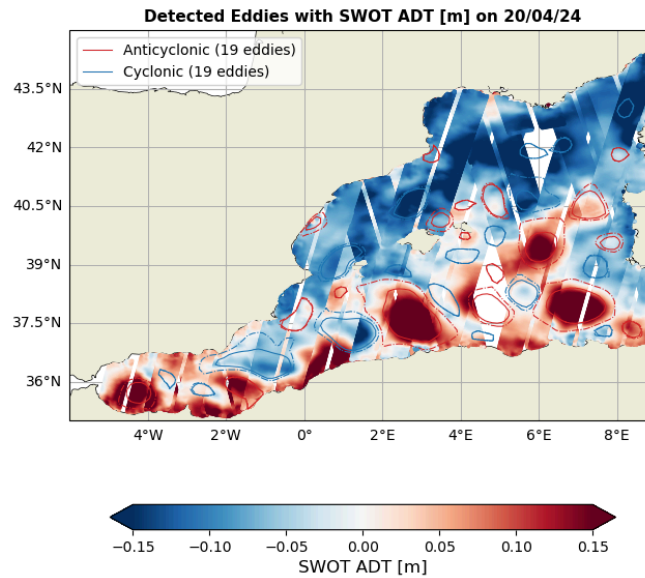 Detected Eddies with SWOT ADT [m] on 20/04/24
Anticyclonic (19 eddies)
Cyclonic (19 eddies)
43.5°N
42°N
40.5°N
39°N
37.5°N
36°N
4°W 2°W 0° 2°E 4°E 6°E 8°E
−0.15 −0.10 −0.05 0.00 0.05 0.10 0.15
SWOT ADT [m]